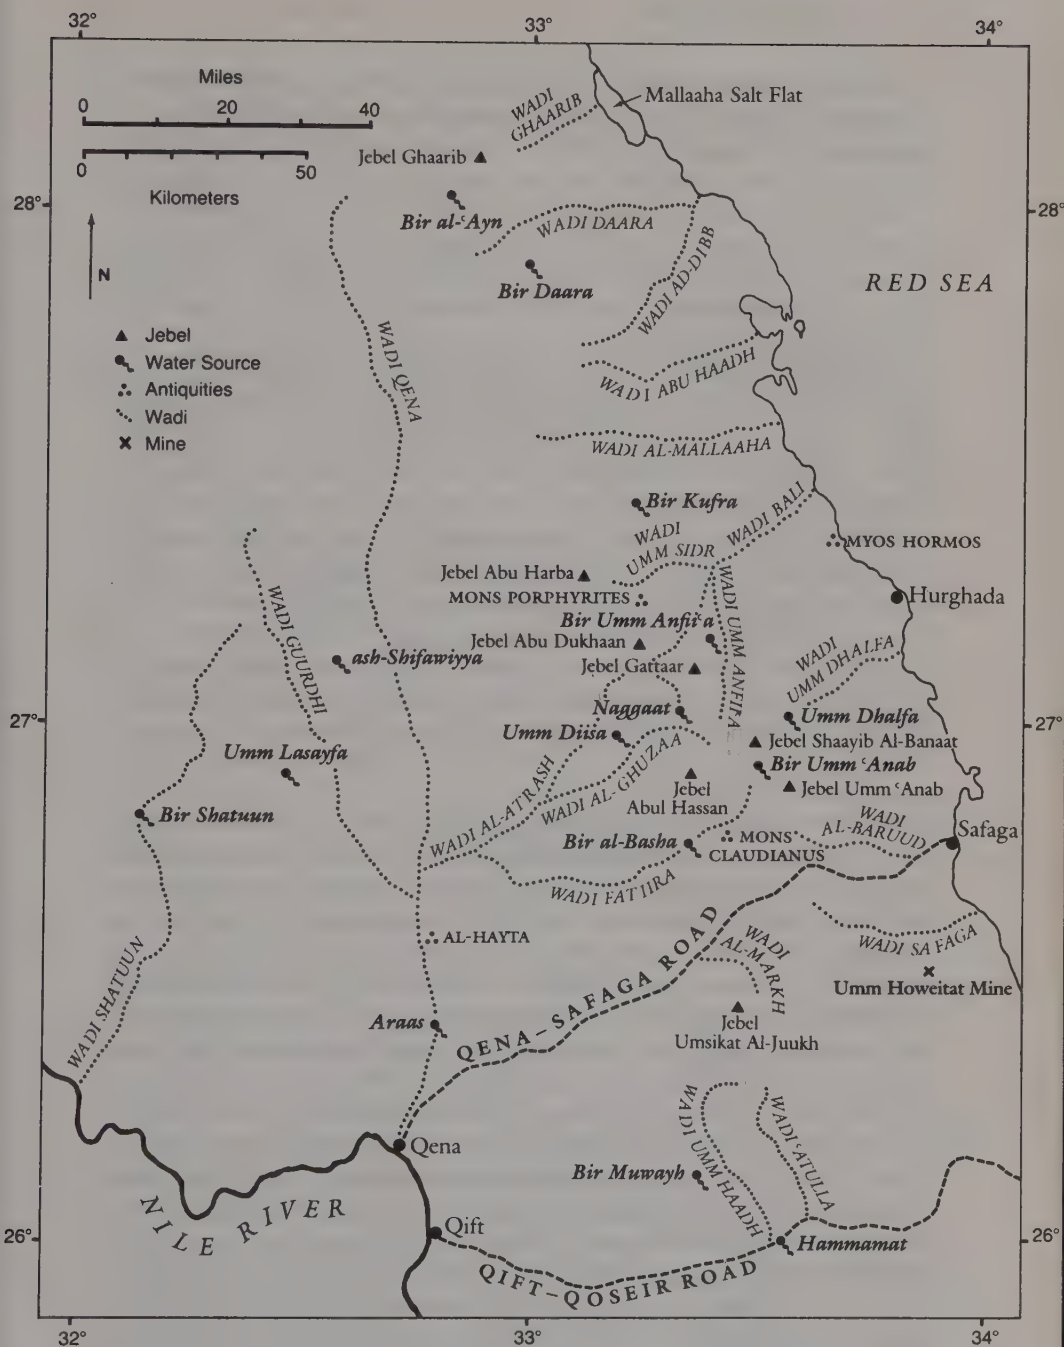 32°
33°
34°
Miles
0 20 40
0 50
Kilometers
N
Jebel
Water Source
Antiquities
Wadi
Mine
WADI
GHAARIB
Mallaaha Salt Flat
Jebel Ghaarib
28°
28°
Bir al-ʿAyn
WADI DAARA
WADI AD-DIBB
Bir Daara
RED SEA
WADI QENA
WADI ABU HAADH
WADI AL-MALLAAHA
Bir Kufra
WADI BALI
WADI
UMM SIDR
MYOS HORMOS
Jebel Abu Harba
MONS PORPHYRITES
Hurghada
Bir Umm Anfiiʿa
WADI UMM ANFIFA
WADI GUURDHI
Jebel Abu Dukhaan
ash-Shifawiyya
Jebel Gattaar
WADI
UMM DHALFA
27°
27°
Naggaat
Umm Dhalfa
Umm Diisa
Jebel Shaayib Al-Banaat
Umm Lasayfa
Bir Umm ʿAnab
WADI AL-ATRASH
WADI AL-GHUZAA
Jebel
Abul Hassan
Jebel Umm ʿAnab
Bir Shatuun
WADI
AL-BARUUD
Safaga
Bir al-Basha
MONS
CLAUDIANUS
WADI FATIIRA
AL-HAYTA
WADI SAFAGA
WADI
AL-MARKH
WADI SHATUUN
Umm Howeitat Mine
Araas
QENA–SAFAGA ROAD
Jebel
Umsikat Al-Juukh
Qena
WADI UMM HAADH
WADI ʿATULLA
Bir Muwayh
NILE RIVER
Qift
26°
26°
Hammamat
QIFT–QOSEIR ROAD
32°
33°
34°